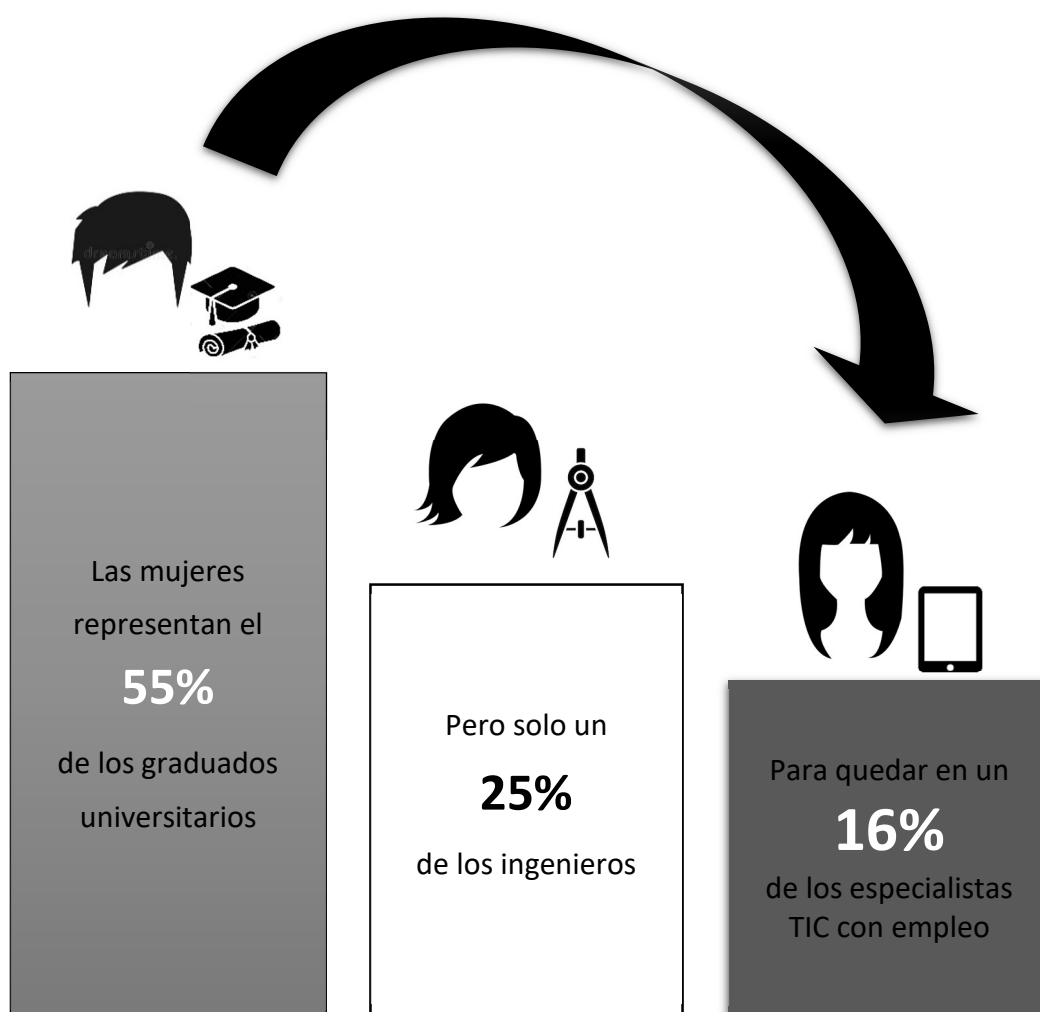 Las mujeres
representan el
55%
de los graduados
universitarios
Pero solo un
25%
de los ingenieros
Para quedar en un
16%
de los especialistas
TIC con empleo